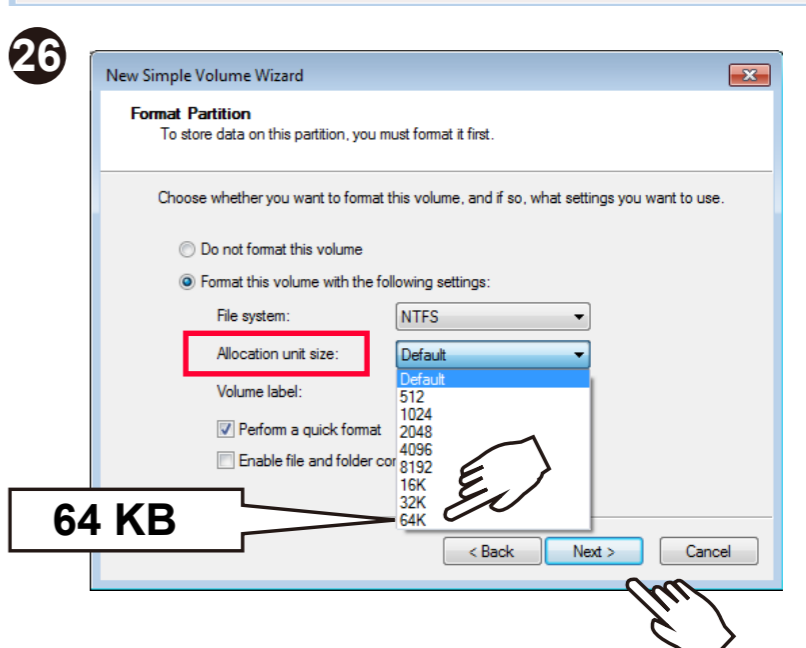 26
New Simple Volume Wizard
Format Partition
To store data on this partition, you must format it first.
Choose whether you want to format this volume, and if so, what settings you want to use.
Do not format this volume
Format this volume with the following settings:
File system: NTFS
Allocation unit size: Default
Default
Volume label:
512
1024
Perform a quick format 2048
4096
Enable file and folder 8192
16K
32K
64 KB 64K
< Back Next > Cancel